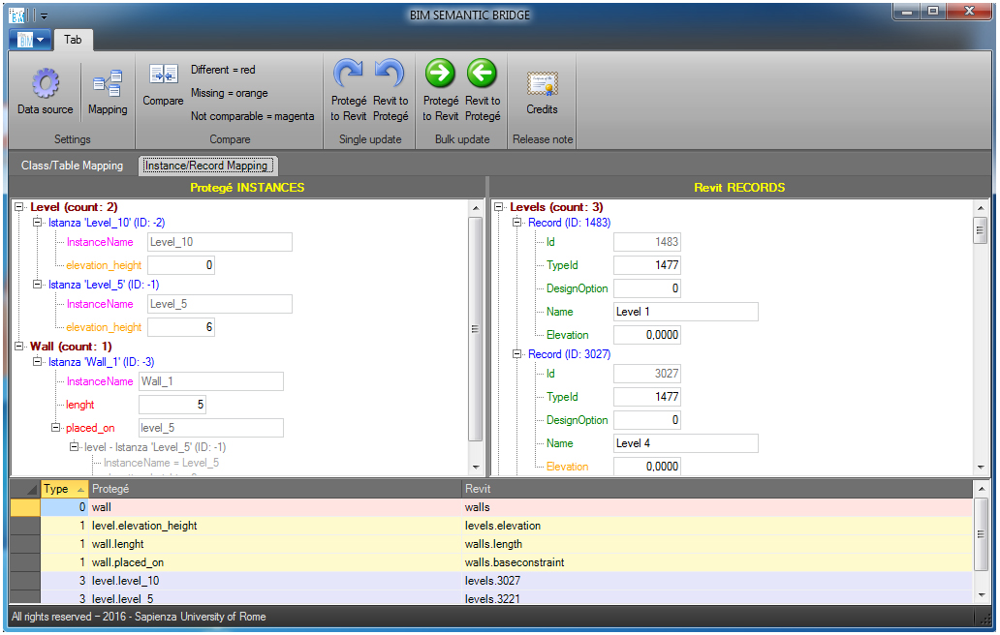 BIM SEMANTIC BRIDGE
BIM Tab
Different = red
Missing = orange
Not comparable = magenta
Data source Mapping Compare Protegé to Revit Revit to Protegé Protegé to Revit Revit to Protegé Credits
Settings Compare Single update Bulk update Release note
Class/Table Mapping Instance/Record Mapping
Protegé INSTANCES
Level (count: 2)
Istanza 'Level_10' (ID: -2)
InstanceName Level_10
elevation_height 0
Istanza 'Level_5' (ID: -1)
InstanceName Level_5
elevation_height 6
Wall (count: 1)
Istanza 'Wall_1' (ID: -3)
InstanceName Wall_1
lenght 5
placed_on level_5
level - Istanza 'Level_5' (ID: -1)
InstanceName = Level_5
Revit RECORDS
Levels (count: 3)
Record (ID: 1483)
Id 1483
TypeId 1477
DesignOption 0
Name Level 1
Elevation 0,0000
Record (ID: 3027)
Id 3027
TypeId 1477
DesignOption 0
Name Level 4
Elevation 0,0000
Type Protegé Revit
0 wall walls
1 level.elevation_height levels.elevation
1 wall.lenght walls.length
1 wall.placed_on walls.baseconstraint
3 level.level_10 levels.3027
3 level.level_5 levels.3221
All rights reserved – 2016 - Sapienza University of Rome